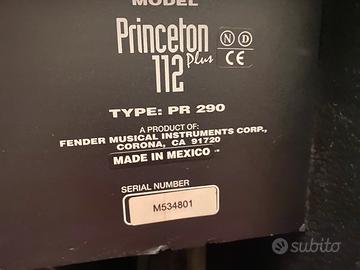 MODEL
Princeton
112 Plus
N D
CE
TYPE: PR 290
A PRODUCT OF:
FENDER MUSICAL INSTRUMENTS CORP.,
CORONA, CA 91720
MADE IN MEXICO
SERIAL NUMBER
M534801
subito